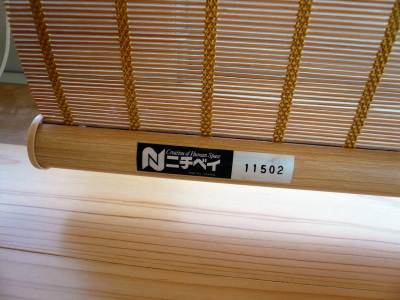 Creation of Human Space
ニチベイ
11502